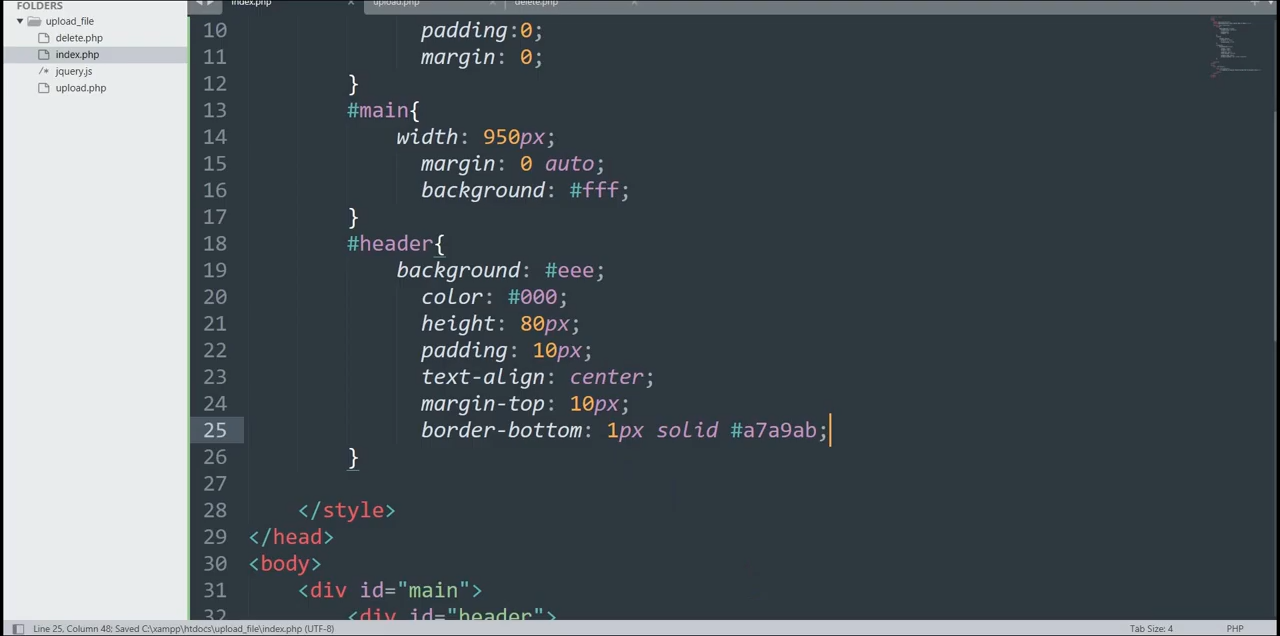 FOLDERS
upload_file
delete.php
index.php
/* jquery.js
upload.php
index.php
upload.php
delete.php
10 padding:0;
11 margin: 0;
12 }
13 #main{
14 width: 950px;
15 margin: 0 auto;
16 background: #fff;
17 }
18 #header{
19 background: #eee;
20 color: #000;
21 height: 80px;
22 padding: 10px;
23 text-align: center;
24 margin-top: 10px;
25 border-bottom: 1px solid #a7a9ab;
26 }
27
28 </style>
29 </head>
30 <body>
31 <div id="main">
32 <div id="header">
Line 25, Column 48; Saved C:\xampp\htdocs\upload_file\index.php (UTF-8)
Tab Size: 4
PHP